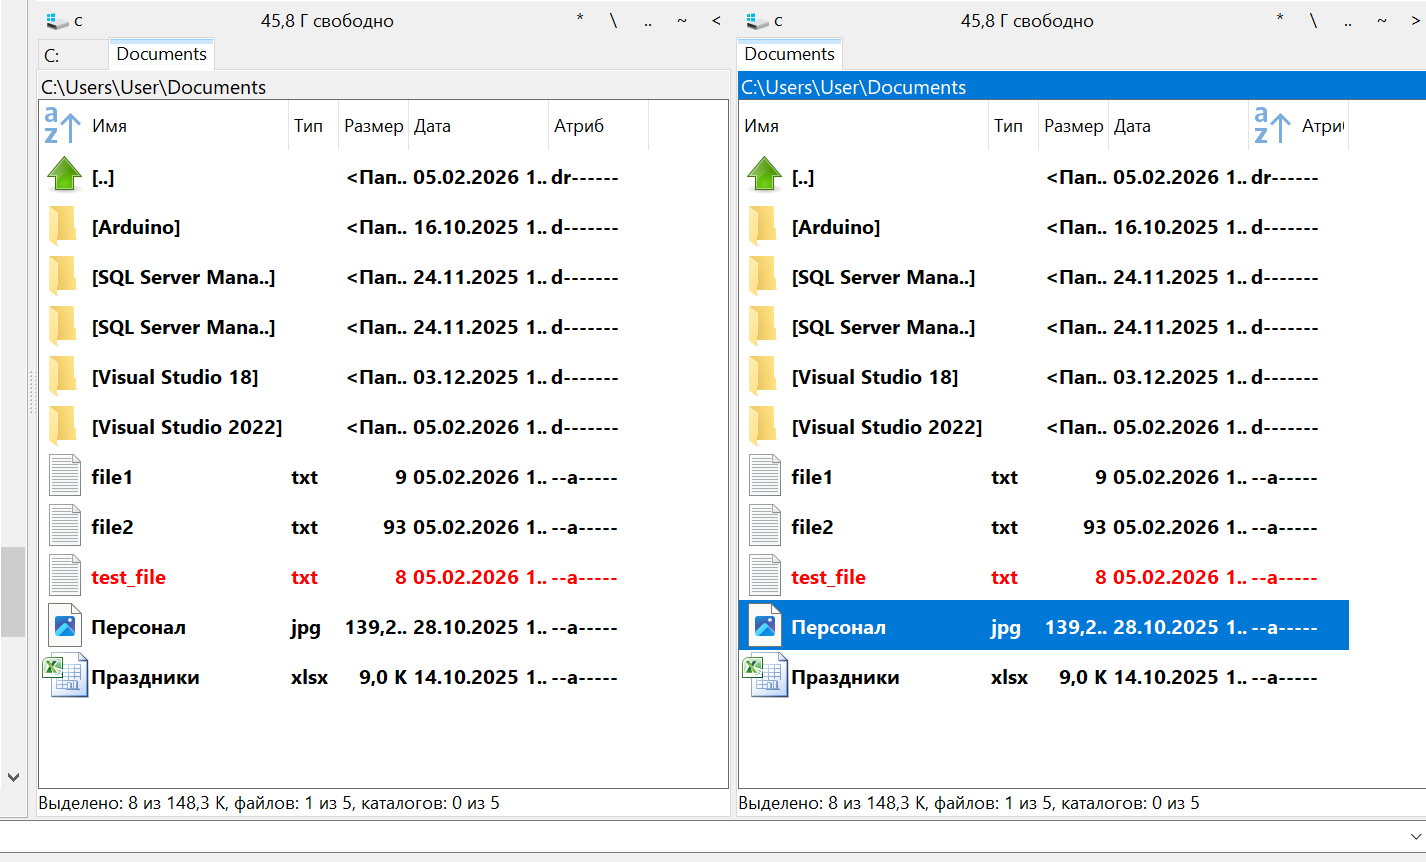 c 45,8 Г свободно * \ .. ~ <
C: Documents
C:\Users\User\Documents
Имя Тип Размер Дата Атриб
[..] <Пап.. 05.02.2026 1.. dr------
[Arduino] <Пап.. 16.10.2025 1.. d-------
[SQL Server Mana..] <Пап.. 24.11.2025 1.. d-------
[SQL Server Mana..] <Пап.. 24.11.2025 1.. d-------
[Visual Studio 18] <Пап.. 03.12.2025 1.. d-------
[Visual Studio 2022] <Пап.. 05.02.2026 1.. d-------
file1 txt 9 05.02.2026 1.. --a-----
file2 txt 93 05.02.2026 1.. --a-----
test_file txt 8 05.02.2026 1.. --a-----
Персонал jpg 139,2.. 28.10.2025 1.. --a-----
Праздники xlsx 9,0 K 14.10.2025 1.. --a-----
Выделено: 8 из 148,3 K, файлов: 1 из 5, каталогов: 0 из 5
c 45,8 Г свободно * \ .. ~ >
Documents
C:\Users\User\Documents
Имя Тип Размер Дата Атри
[..] <Пап.. 05.02.2026 1.. dr------
[Arduino] <Пап.. 16.10.2025 1.. d-------
[SQL Server Mana..] <Пап.. 24.11.2025 1.. d-------
[SQL Server Mana..] <Пап.. 24.11.2025 1.. d-------
[Visual Studio 18] <Пап.. 03.12.2025 1.. d-------
[Visual Studio 2022] <Пап.. 05.02.2026 1.. d-------
file1 txt 9 05.02.2026 1.. --a-----
file2 txt 93 05.02.2026 1.. --a-----
test_file txt 8 05.02.2026 1.. --a-----
Персонал jpg 139,2.. 28.10.2025 1.. --a-----
Праздники xlsx 9,0 K 14.10.2025 1.. --a-----
Выделено: 8 из 148,3 K, файлов: 1 из 5, каталогов: 0 из 5